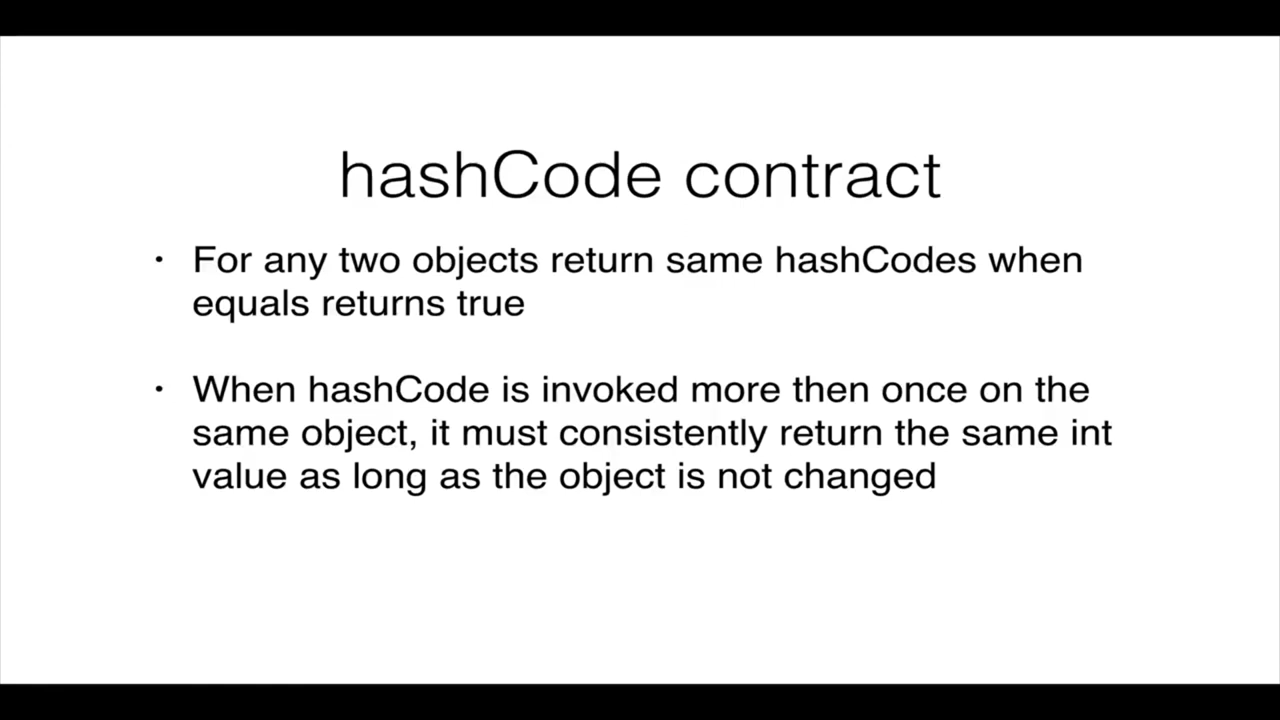 hashCode contract
· For any two objects return same hashCodes when
equals returns true
· When hashCode is invoked more then once on the
same object, it must consistently return the same int
value as long as the object is not changed